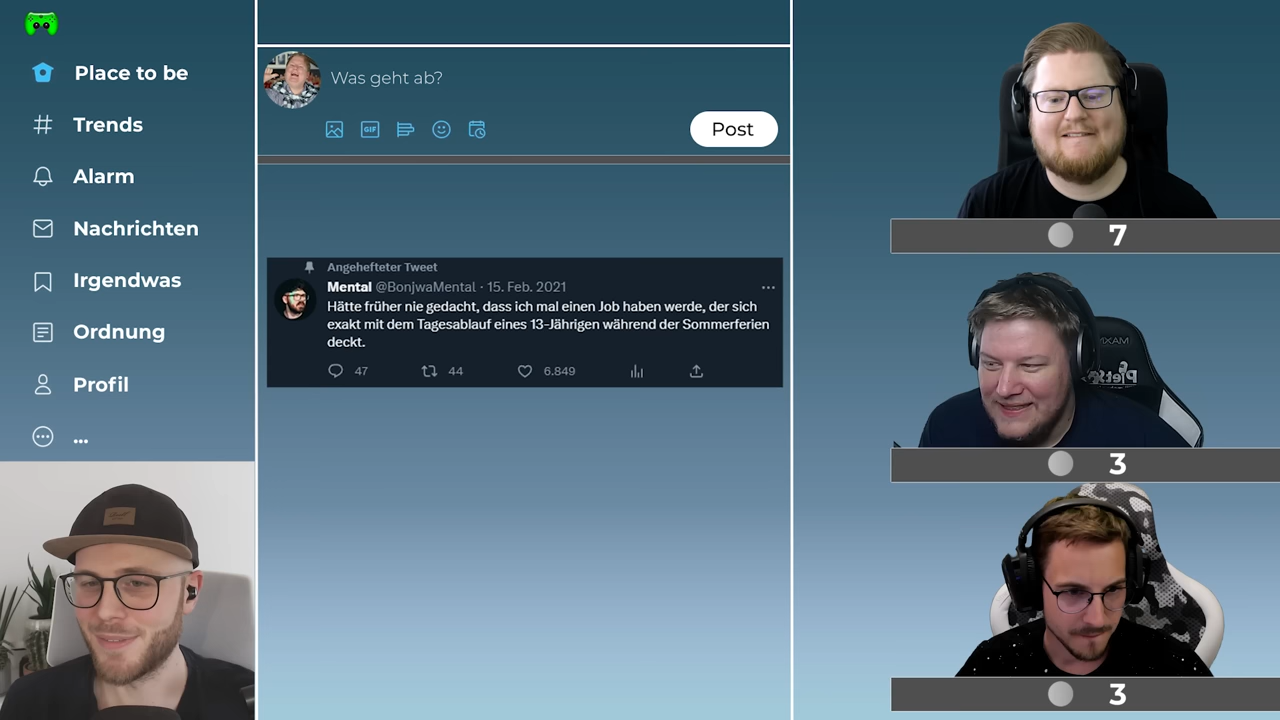 Place to be
Trends
Alarm
Nachrichten
Irgendwas
Ordnung
Profil
...
Was geht ab?
GIF
Post
Angehefteter Tweet
Mental @BonjwaMental · 15. Feb. 2021
Hätte früher nie gedacht, dass ich mal einen Job haben werde, der sich
exakt mit dem Tagesablauf eines 13-Jährigen während der Sommerferien
deckt.
47 44 6.849
7
MAXN
PietSm
3
3